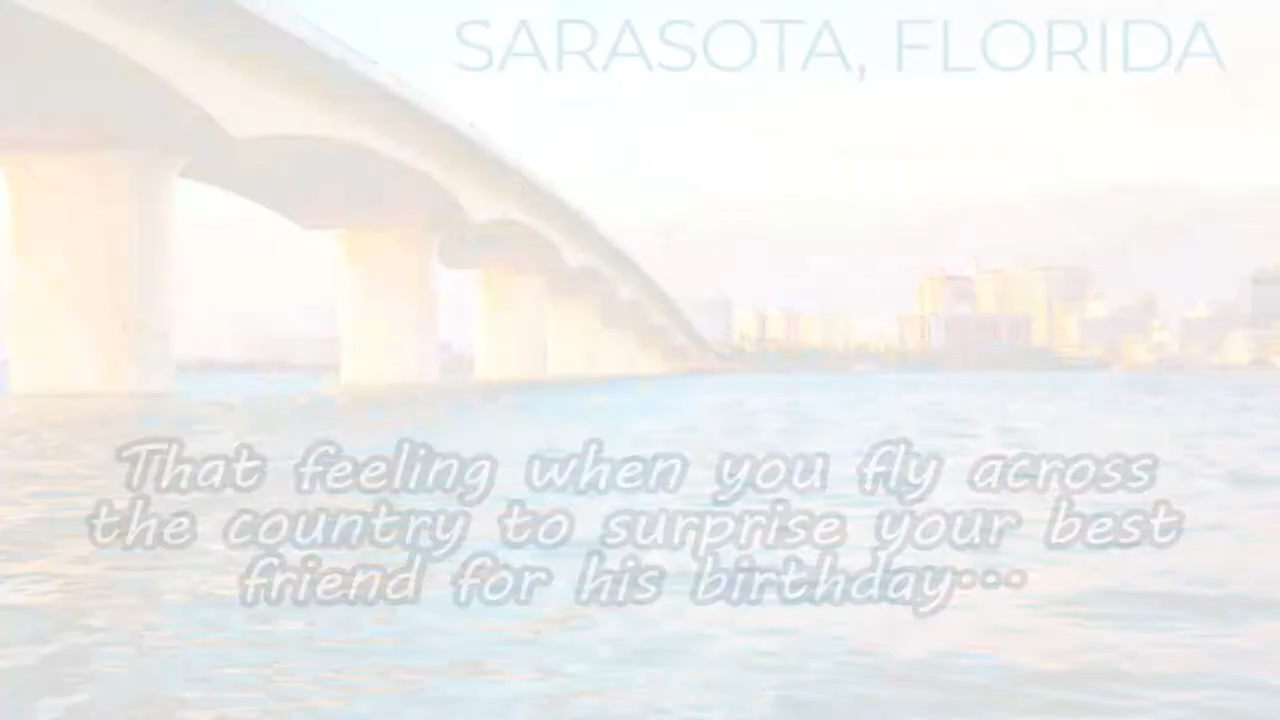 SARASOTA, FLORIDA
That feeling when you fly across
the country to surprise your best
friend for his birthday...